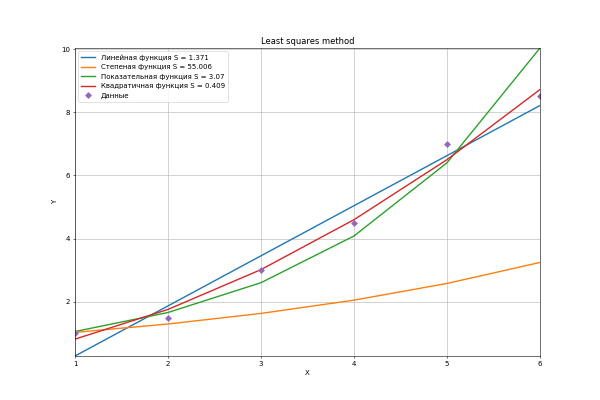 Least squares method
Линейная функция S = 1.371
Степеная функция S = 55.006
Показательная функция S = 3.07
Квадратичная функция S = 0.409
Данные
10
8
6
4
2
Y
1
2
3
4
5
6
X